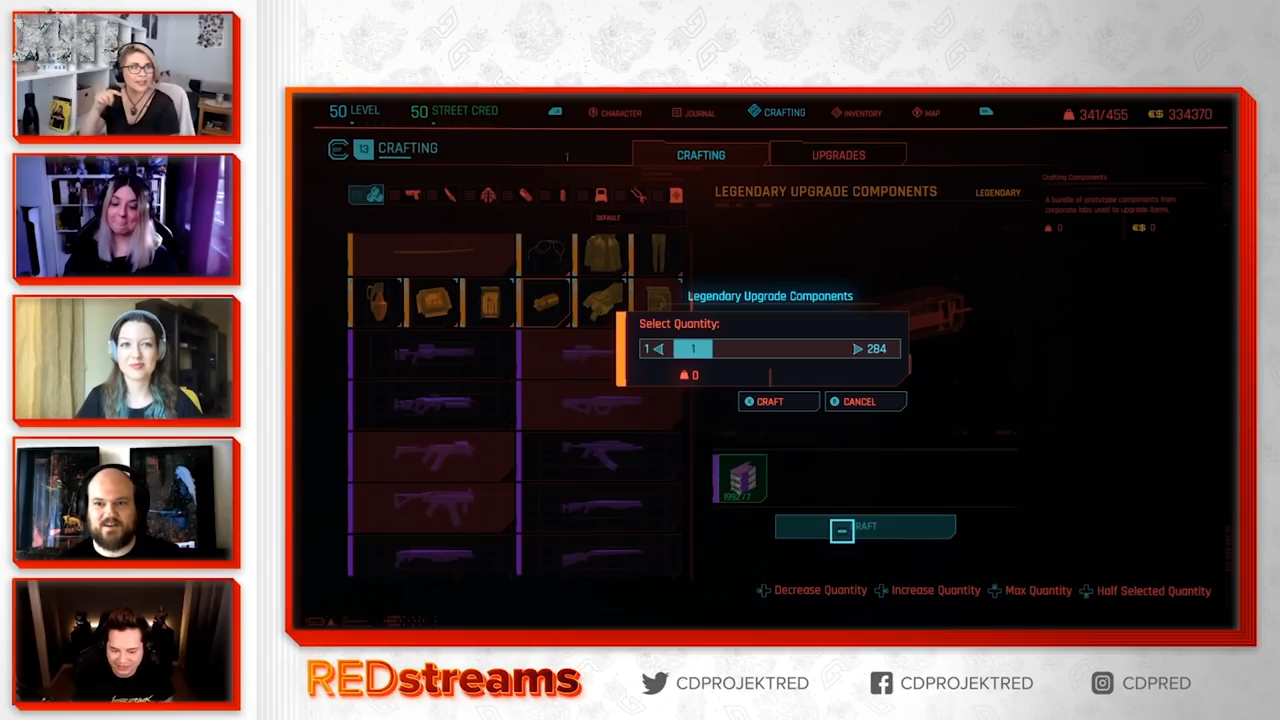 50 LEVEL
50 STREET CRED
CHARACTER
JOURNAL
CRAFTING
INVENTORY
MAP
341/455
€$ 334370
13 CRAFTING
1
CRAFTING
UPGRADES
DEFAULT
LEGENDARY UPGRADE COMPONENTS
LEGENDARY
Crafting Components
A bundle of prototype components from
corporate labs used to upgrade items.
0
€$ 0
Legendary Upgrade Components
Select Quantity:
1
1
284
0
CRAFT
CANCEL
1992/7
RAFT
Decrease Quantity
Increase Quantity
Max Quantity
Half Selected Quantity
REDstreams
CDPROJEKTRED
CDPROJEKTRED
CDPRED